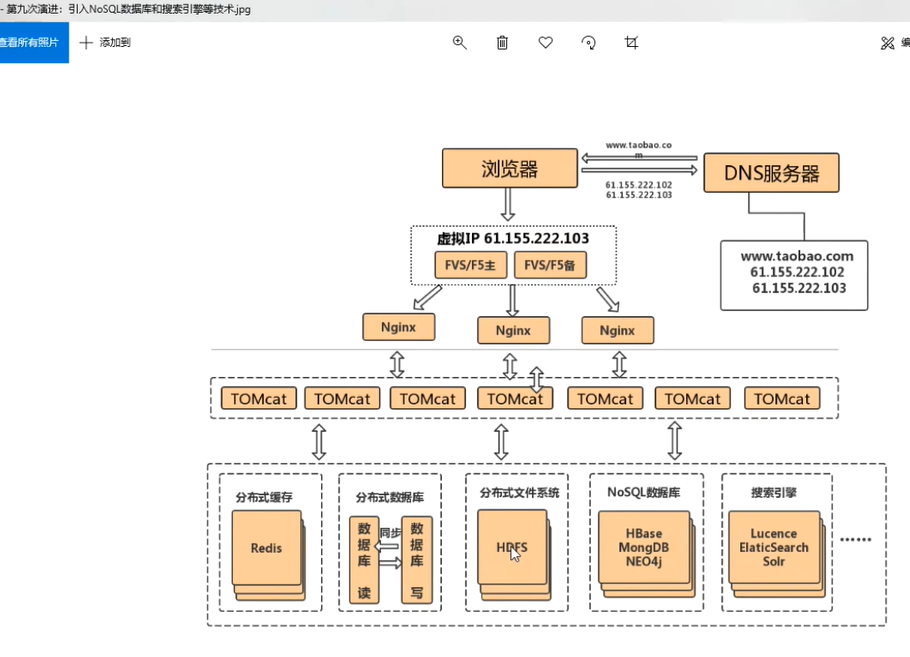 - 第九次演进：引入NoSQL数据库和搜索引擎等技术.jpg
查看所有照片
添加到
编
www.taobao.co
m
浏览器
DNS服务器
61.155.222.102
61.155.222.103
虚拟IP 61.155.222.103
FVS/F5主
FVS/F5备
www.taobao.com
61.155.222.102
61.155.222.103
Nginx
Nginx
Nginx
TOMcat
TOMcat
TOMcat
TOMcat
TOMcat
TOMcat
TOMcat
分布式缓存
Redis
分布式数据库
数据库 读
同步
数据库 写
分布式文件系统
HDFS
NoSQL数据库
HBase
MongDB
NEO4j
搜索引擎
Lucence
ElaticSearch
Solr
……